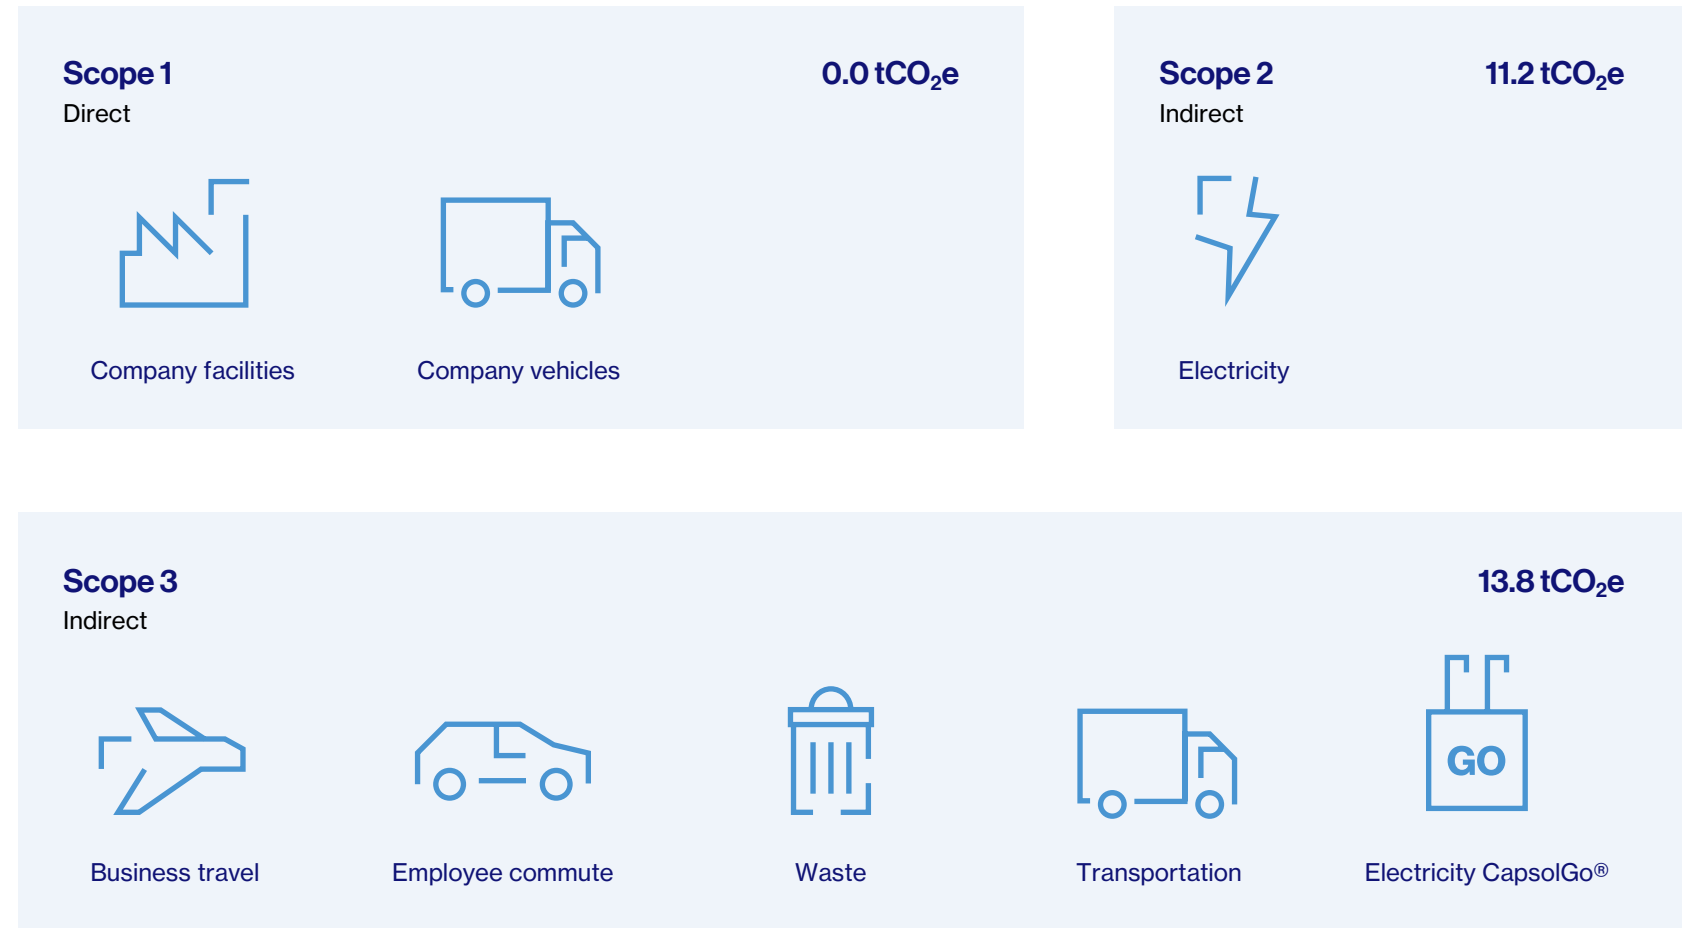 Scope 1
0.0 tCO₂e
Direct
Company facilities
Company vehicles
Scope 2
11.2 tCO₂e
Indirect
Electricity
Scope 3
13.8 tCO₂e
Indirect
GO
Business travel
Employee commute
Waste
Transportation
Electricity CapsolGo®